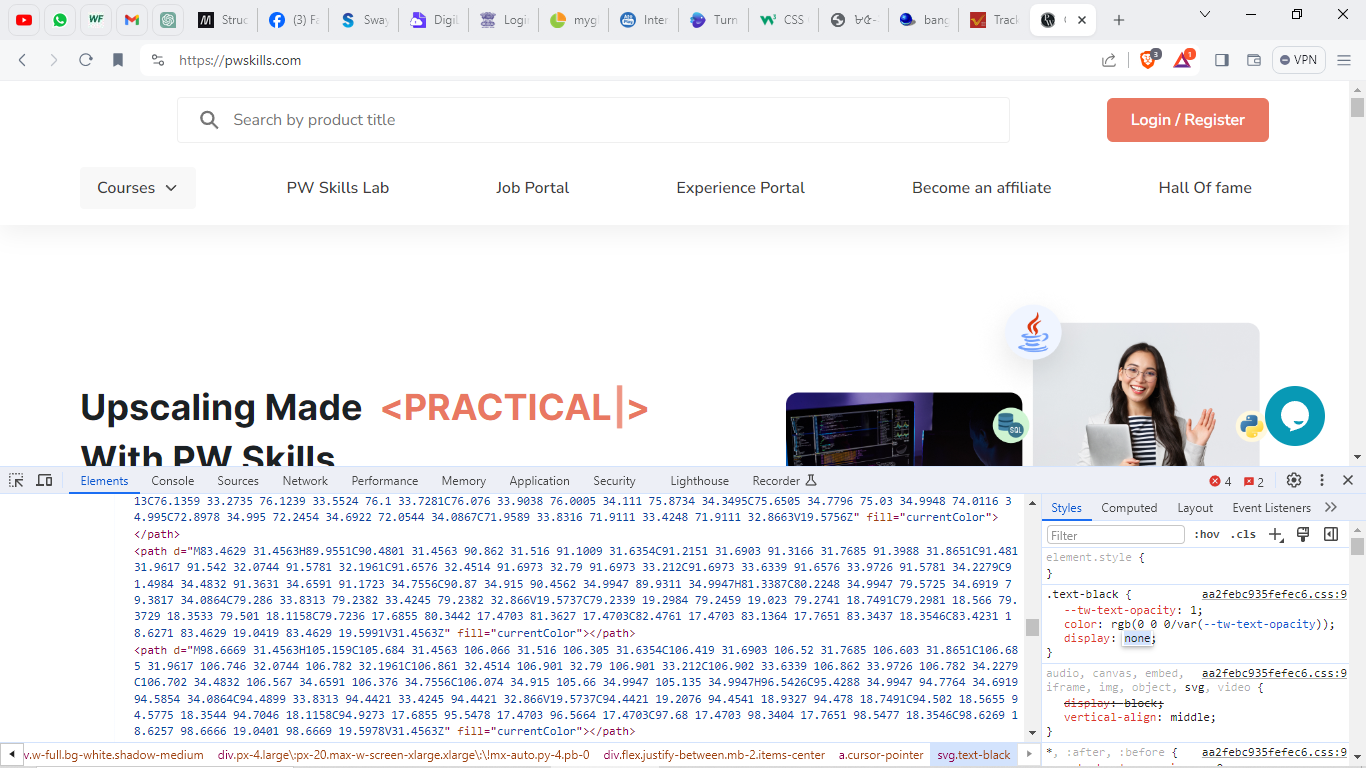 WF
Struc
(3) Fa
Sway
Digil
Login
myg
Inter
Turn
CSS
bang
Track
https://pwskills.com
3
1
VPN
Search by product title
Login / Register
Courses
PW Skills Lab
Job Portal
Experience Portal
Become an affiliate
Hall Of fame
Upscaling Made <PRACTICAL|>
With PW Skills
SQL
Elements Console Sources Network Performance Memory Application Security Lighthouse Recorder
4 2
13C76.1359 33.2735 76.1239 33.5524 76.1 33.7281C76.076 33.9038 76.0005 34.111 75.8734 34.3495C75.6505 34.7796 75.03 34.9948 74.0116 3
4.995C72.8978 34.995 72.2454 34.6922 72.0544 34.0867C71.9589 33.8316 71.9111 33.4248 71.9111 32.8663V19.5756Z" fill="currentColor">
</path>
<path d="M83.4629 31.4563H89.9551C90.4801 31.4563 90.862 31.516 91.1009 31.6354C91.2151 31.6903 91.3166 31.7685 91.3988 31.8651C91.481
31.9617 91.542 32.0744 91.5781 32.1961C91.6576 32.4514 91.6973 32.79 91.6973 33.212C91.6973 33.6339 91.6576 33.9726 91.5781 34.2279C9
1.4984 34.4832 91.3631 34.6591 91.1723 34.7556C90.87 34.915 90.4562 34.9947 89.9311 34.9947H81.3387C80.2248 34.9947 79.5725 34.6919 7
9.3817 34.0864C79.286 33.8313 79.2382 33.4245 79.2382 32.866V19.5737C79.2339 19.2984 79.2459 19.023 79.2741 18.7491C79.2981 18.566 79.
3729 18.3533 79.501 18.1158C79.7236 17.6855 80.3442 17.4703 81.3627 17.4703C82.4761 17.4703 83.1364 17.7651 83.3437 18.3546C83.4231 1
8.6271 83.4629 19.0419 83.4629 19.5991V31.4563Z" fill="currentColor"></path>
<path d="M98.6669 31.4563H105.159C105.684 31.4563 106.066 31.516 106.305 31.6354C106.419 31.6903 106.52 31.7685 106.603 31.8651C106.68
5 31.9617 106.746 32.0744 106.782 32.1961C106.861 32.4514 106.901 32.79 106.901 33.212C106.902 33.6339 106.862 33.9726 106.782 34.2279
C106.702 34.4832 106.567 34.6591 106.376 34.7556C106.074 34.915 105.66 34.9947 105.135 34.9947H96.5426C95.4288 34.9947 94.7764 34.6919
94.5854 34.0864C94.4899 33.8313 94.4421 33.4245 94.4421 32.866V19.5737C94.4421 19.2076 94.4541 18.9327 94.478 18.7491C94.502 18.5655 9
4.5775 18.3544 94.7046 18.1158C94.9273 17.6855 95.5478 17.4703 96.5664 17.4703C97.68 17.4703 98.3404 17.7651 98.5477 18.3546C98.6269 1
8.6257 98.6666 19.0401 98.6669 19.5978V31.4563Z" fill="currentColor"></path>
v.w-full.bg-white.shadow-medium div.px-4.large\:px-20.max-w-screen-xlarge.xlarge\:\!mx-auto.py-4.pb-0 div.flex.justify-between.mb-2.items-center a.cursor-pointer svg.text-black
Styles Computed Layout Event Listeners
Filter :hov .cls
element.style {
}
.text-black { aa2febc935fefec6.css:9
--tw-text-opacity: 1;
color: rgb(0 0 0/var(--tw-text-opacity));
display: none;
}
audio, canvas, embed, aa2febc935fefec6.css:9
iframe, img, object, svg, video {
display: block;
vertical-align: middle;
}
*, :after, :before { aa2febc935fefec6.css:9